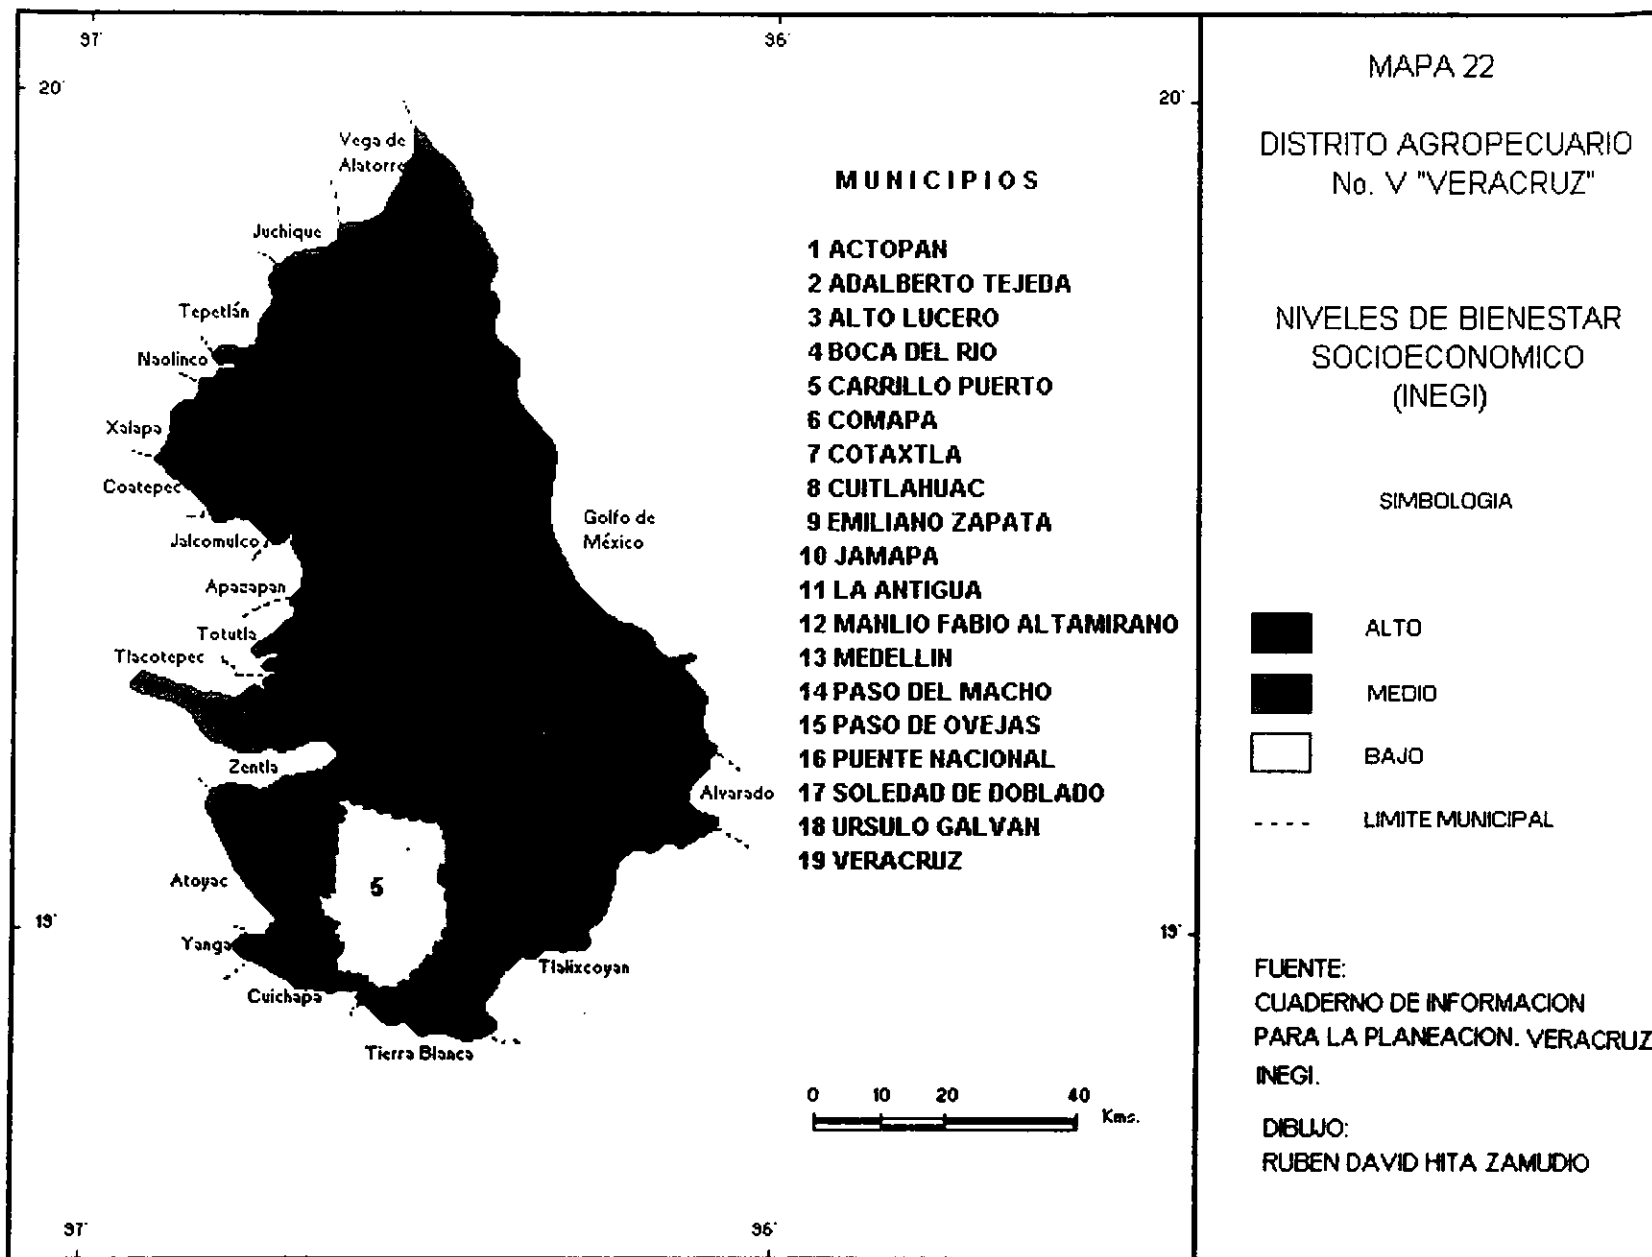 97°
96°
20°
20°
Vega de
Alatorre
Juchique
Tepetlán
Naolinco
Xalapa
Coatepec
Jalcomulco
Apazapan
Totutla
Tlacotepec
Zentla
Atoyac
Yanga
Cuichapa
Tierra Blanca
Tlalixcoyan
Alvarado
Golfo de
México
5
19°
19°
97°
96°
MUNICIPIOS
1 ACTOPAN
2 ADALBERTO TEJEDA
3 ALTO LUCERO
4 BOCA DEL RIO
5 CARRILLO PUERTO
6 COMAPA
7 COTAXTLA
8 CUITLAHUAC
9 EMILIANO ZAPATA
10 JAMAPA
11 LA ANTIGUA
12 MANLIO FABIO ALTAMIRANO
13 MEDELLIN
14 PASO DEL MACHO
15 PASO DE OVEJAS
16 PUENTE NACIONAL
17 SOLEDAD DE DOBLADO
18 URSULO GALVAN
19 VERACRUZ
0 10 20 40
Kms.
MAPA 22
DISTRITO AGROPECUARIO
No. V "VERACRUZ"
NIVELES DE BIENESTAR
SOCIOECONOMICO
(INEGI)
SIMBOLOGIA
ALTO
MEDIO
BAJO
LIMITE MUNICIPAL
FUENTE:
CUADERNO DE INFORMACION
PARA LA PLANEACION. VERACRUZ
INEGI.
DIBUJO:
RUBEN DAVID HITA ZAMUDIO